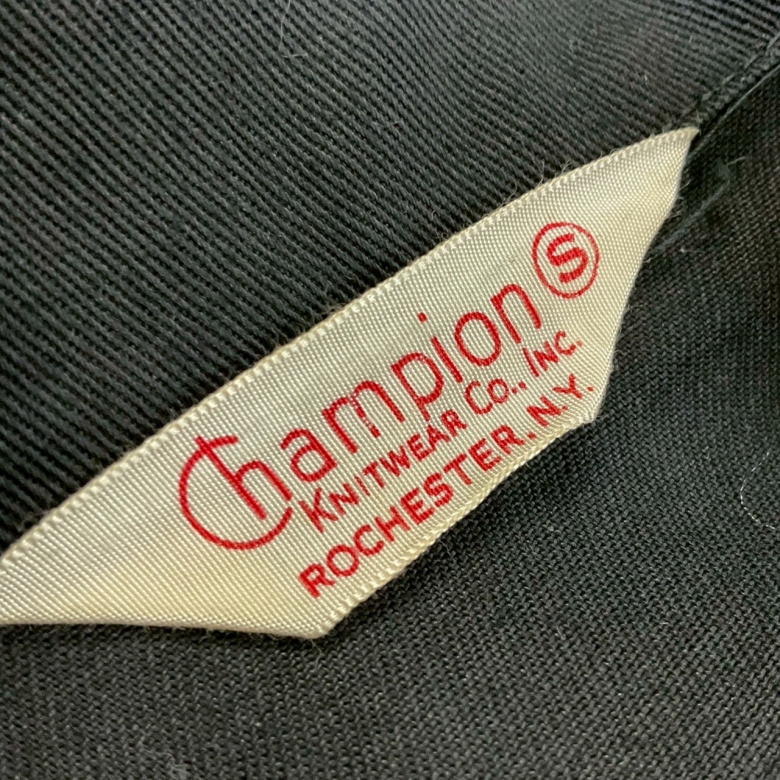 Champion S
KNITWEAR CO., INC.
ROCHESTER, N.Y.